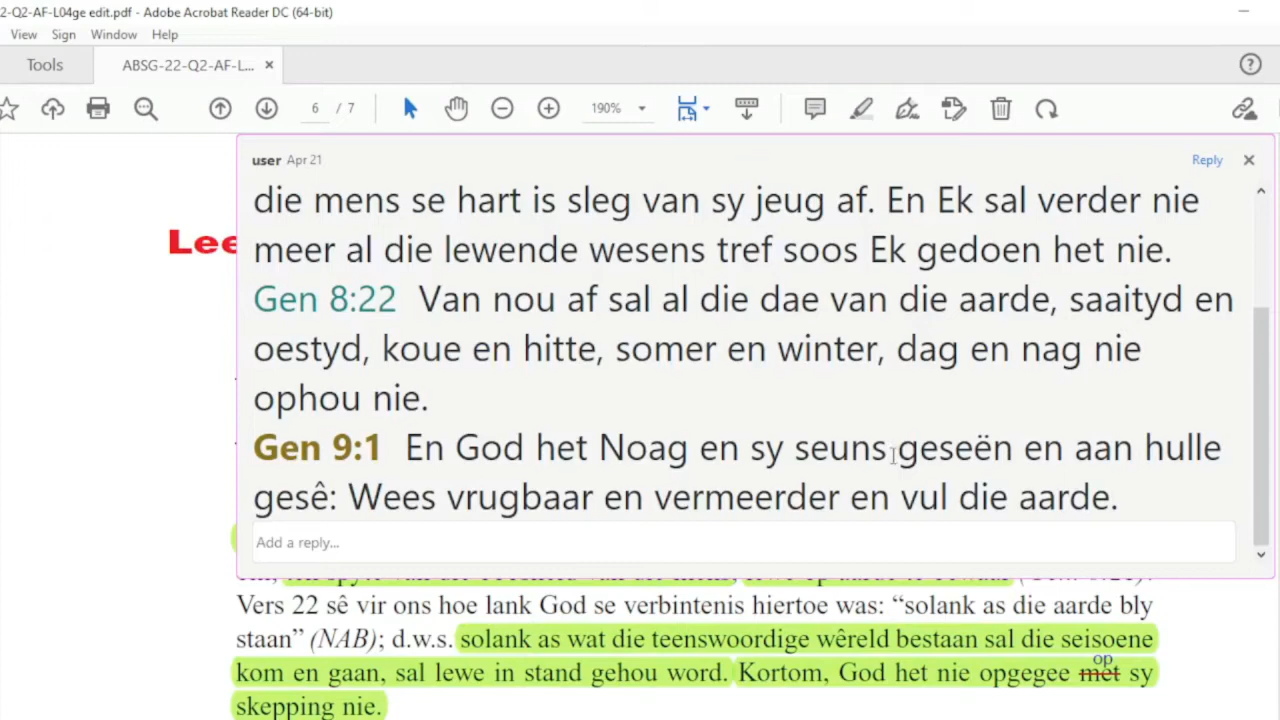 2-Q2-AF-L04ge edit.pdf - Adobe Acrobat Reader DC (64-bit)
View Sign Window Help
Tools ABSG-22-Q2-AF-L...
6 / 7 190%
user Apr 21 Reply
die mens se hart is sleg van sy jeug af. En Ek sal verder nie
Lee
meer al die lewende wesens tref soos Ek gedoen het nie.
Gen 8:22 Van nou af sal al die dae van die aarde, saaityd en
oestyd, koue en hitte, somer en winter, dag en nag nie
ophou nie.
Gen 9:1 En God het Noag en sy seuns geseën en aan hulle
gesê: Wees vrugbaar en vermeerder en vul die aarde.
Add a reply...
Vers 22 sê vir ons hoe lank God se verbintenis hiertoe was: “solank as die aarde bly
staan” (NAB); d.w.s. solank as wat die teenswoordige wêreld bestaan sal die seisoene
kom en gaan, sal lewe in stand gehou word. Kortom, God het nie opgegee met op sy
skepping nie.